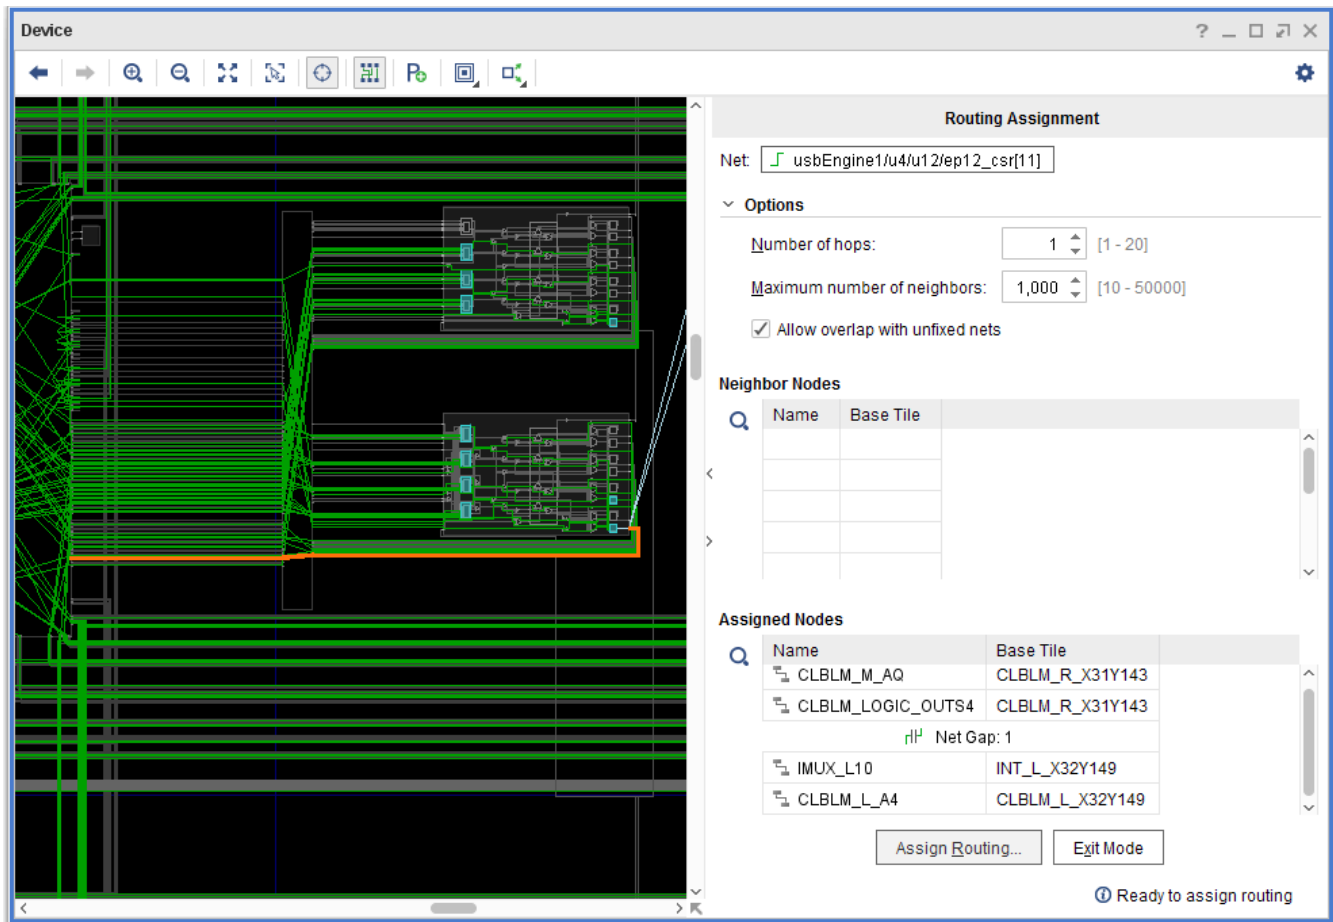 Device
Routing Assignment
Net: usbEngine1/u4/u12/ep12_csr[11]
Options
Number of hops: 1 [1 - 20]
Maximum number of neighbors: 1,000 [10 - 50000]
Allow overlap with unfixed nets
Neighbor Nodes
Name Base Tile
Assigned Nodes
Name Base Tile
CLBLM_M_AQ CLBLM_R_X31Y143
CLBLM_LOGIC_OUTS4 CLBLM_R_X31Y143
Net Gap: 1
IMUX_L10 INT_L_X32Y149
CLBLM_L_A4 CLBLM_L_X32Y149
Assign Routing... Exit Mode
Ready to assign routing